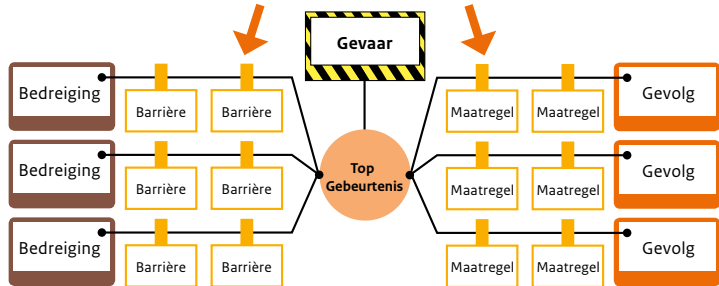 Gevaar
Bedreiging
Barrière
Barrière
Maatregel
Maatregel
Gevolg
Bedreiging
Barrière
Barrière
Top
Gebeurtenis
Maatregel
Maatregel
Gevolg
Bedreiging
Barrière
Barrière
Maatregel
Maatregel
Gevolg